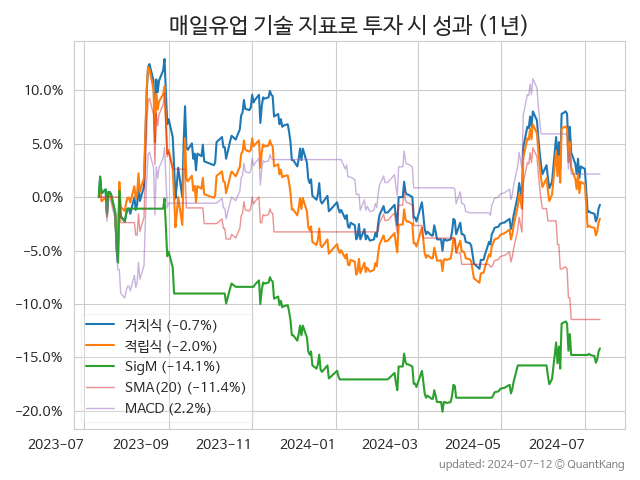 매일유업 기술 지표로 투자 시 성과 (1년)
10.0%
5.0%
0.0%
−5.0%
−10.0%
−15.0%
−20.0%
거치식 (−0.7%)
적립식 (−2.0%)
SigM (−14.1%)
SMA(20) (−11.4%)
MACD (2.2%)
2023-07 2023-09 2023-11 2024-01 2024-03 2024-05 2024-07
updated: 2024-07-12 © QuantKang